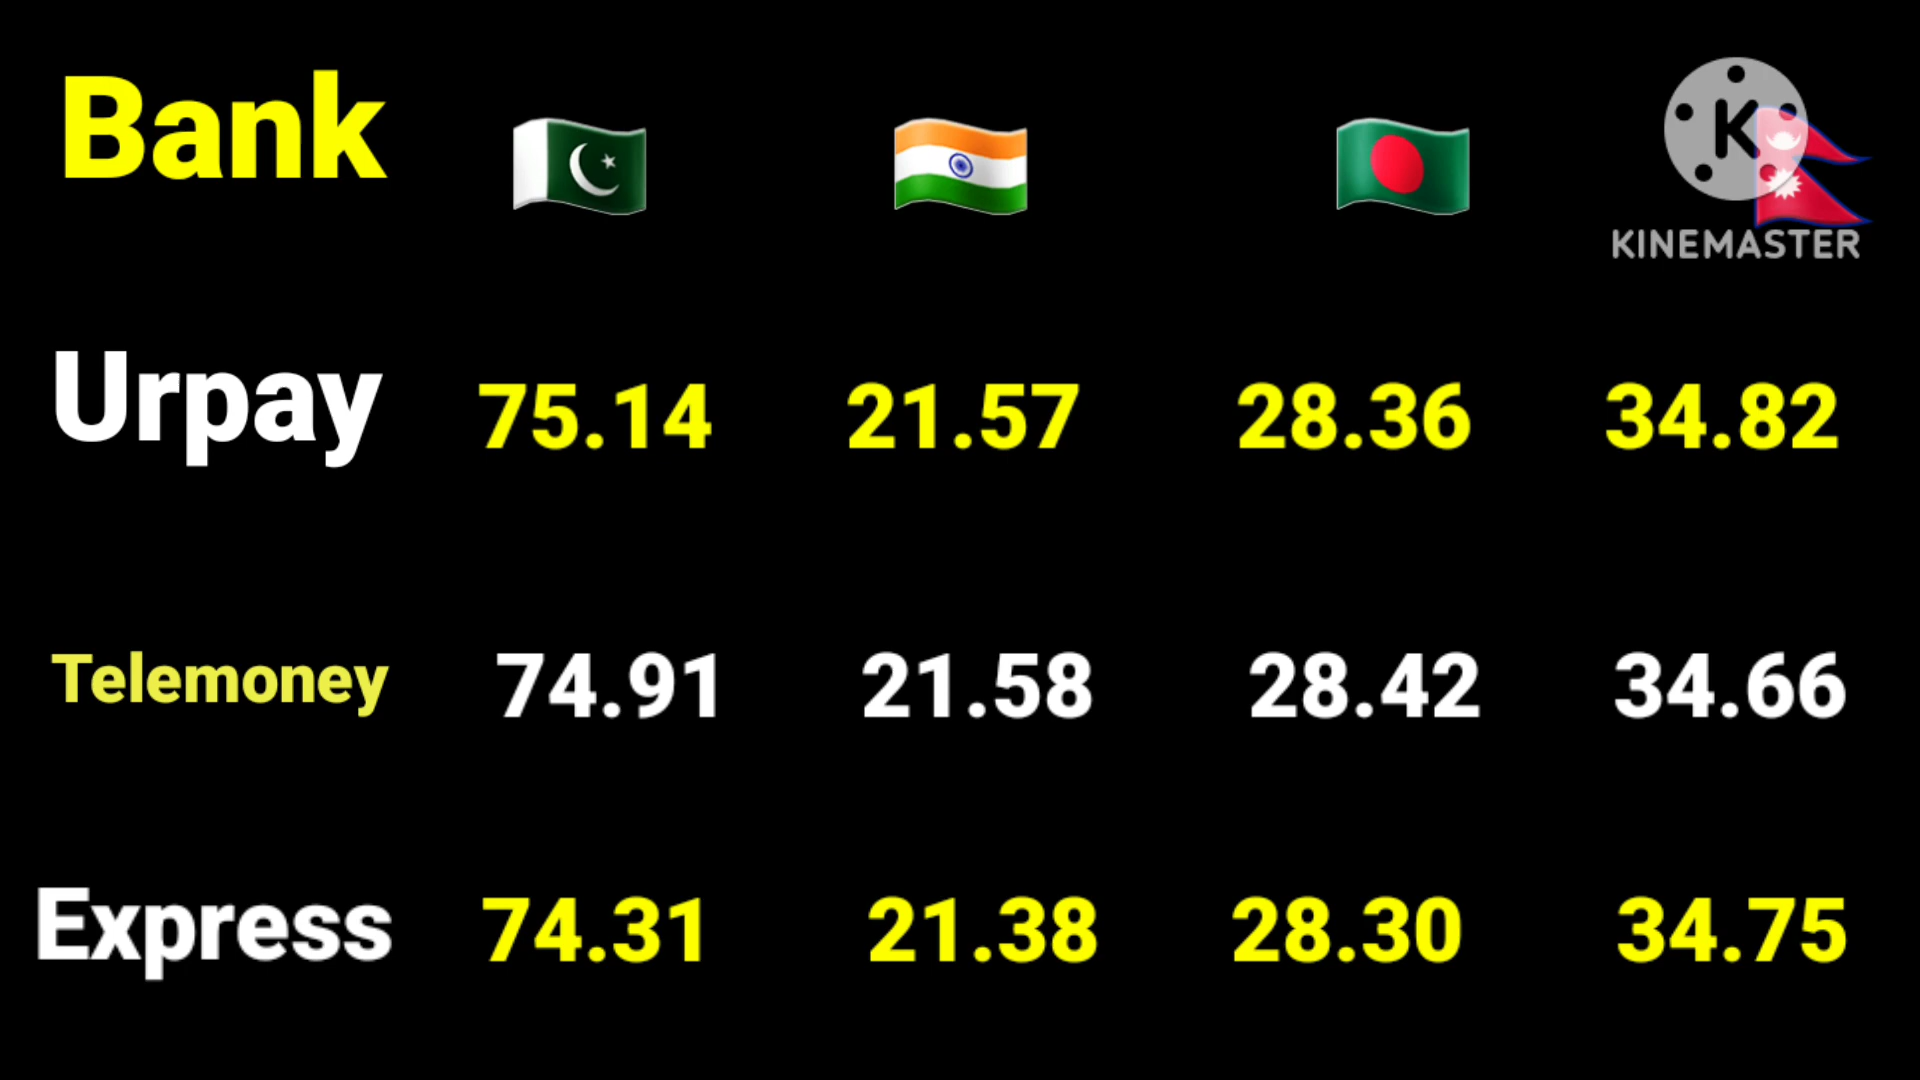 Bank
K
KINEMASTER
Urpay 75.14 21.57 28.36 34.82
Telemoney 74.91 21.58 28.42 34.66
Express 74.31 21.38 28.30 34.75